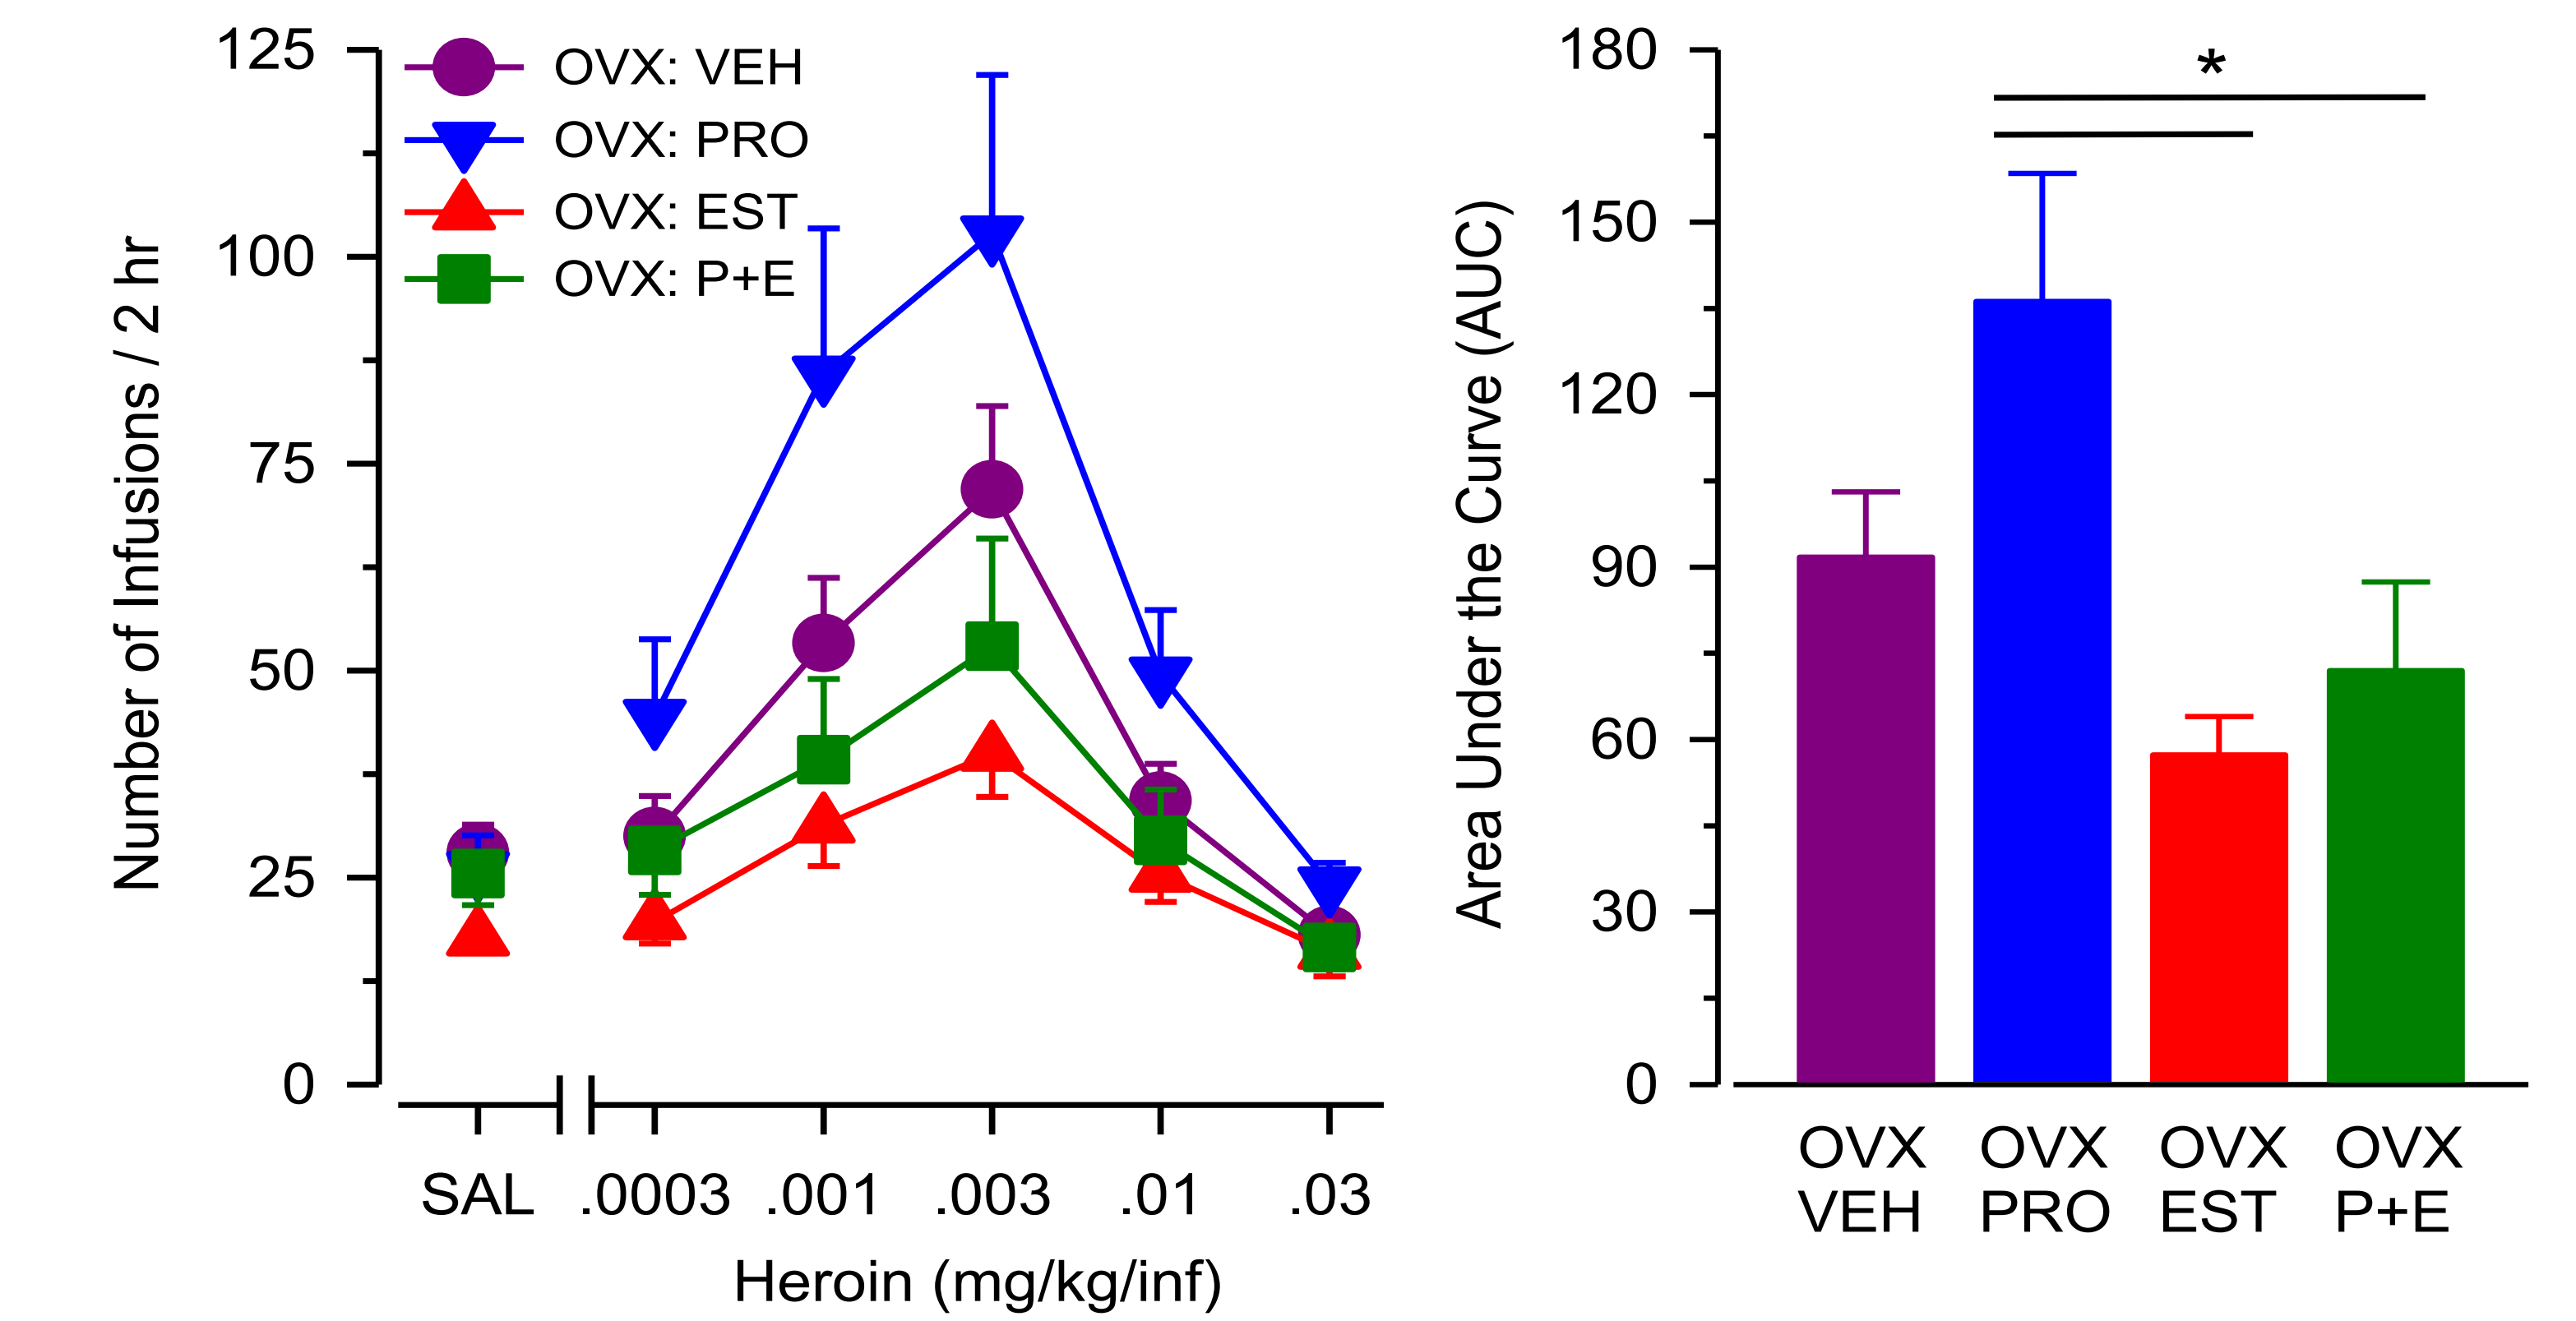 125
100
75
50
25
0
Number of Infusions / 2 hr
OVX: VEH
OVX: PRO
OVX: EST
OVX: P+E
SAL .0003 .001 .003 .01 .03
Heroin (mg/kg/inf)
180
150
120
90
60
30
0
Area Under the Curve (AUC)
*
OVX OVX OVX OVX
VEH PRO EST P+E